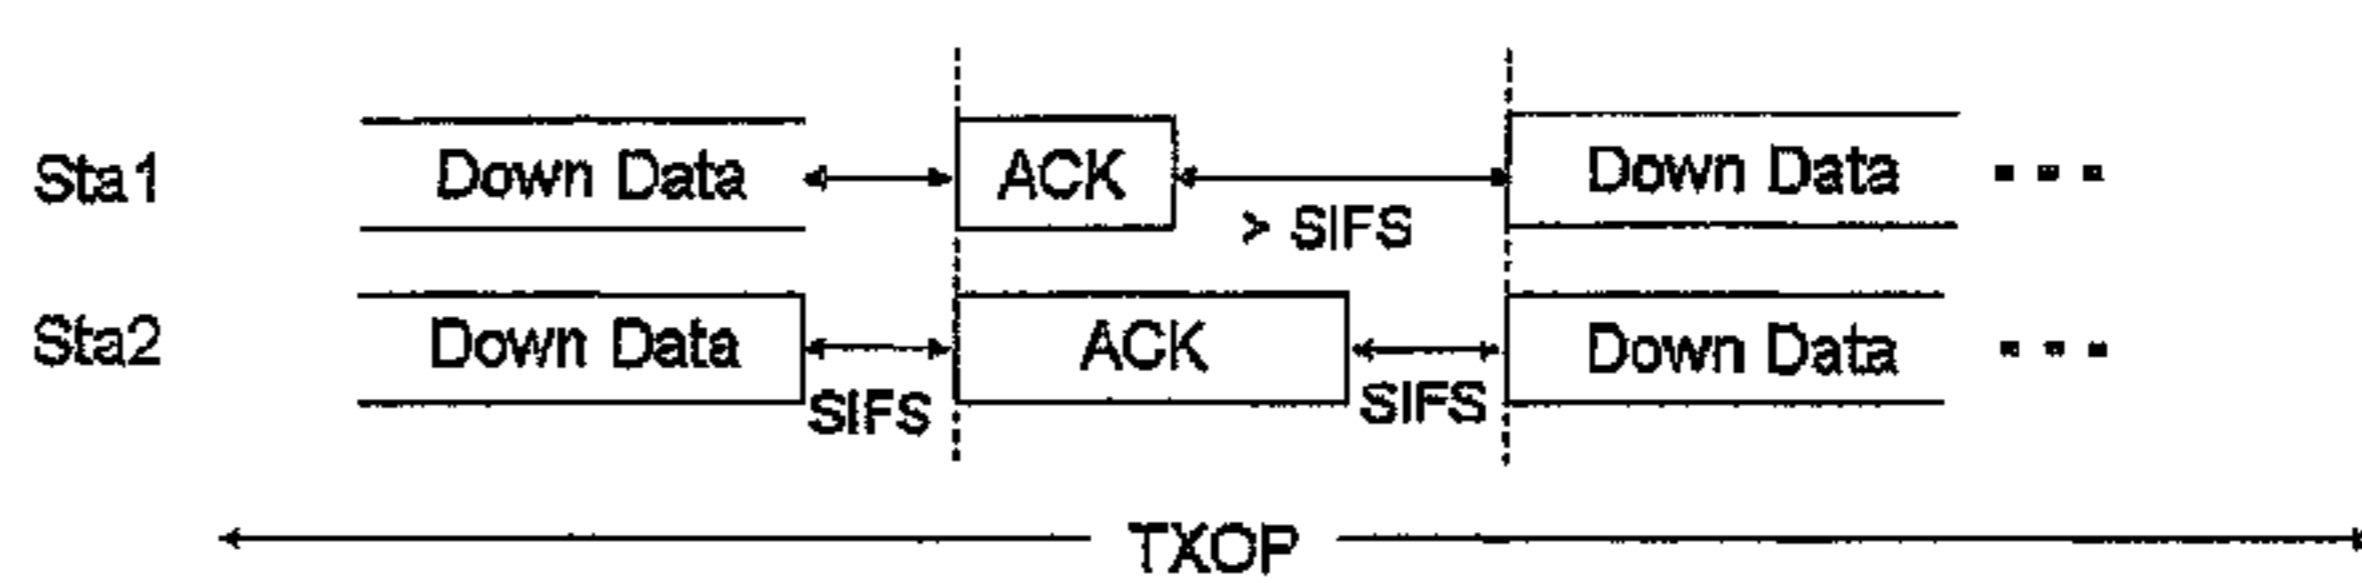 Sta1 Down Data ACK > SIFS Down Data ...
Sta2 Down Data SIFS ACK SIFS Down Data ...
TXOP